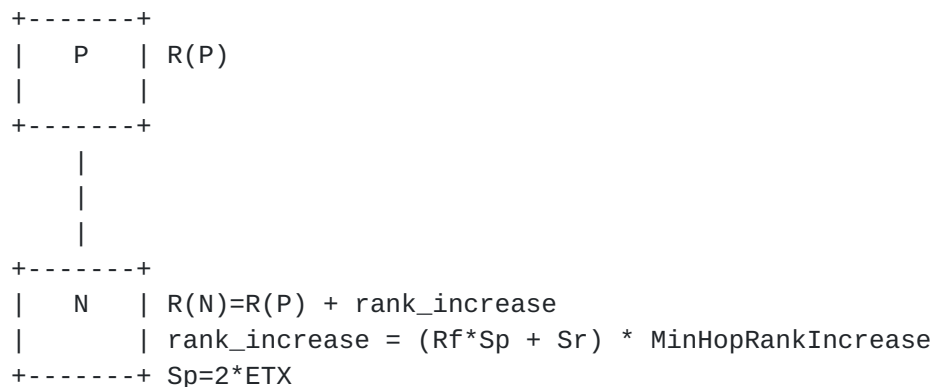 +-------+
|   P   | R(P)
|       |
+-------+
    |
    |
    |
+-------+
|   N   | R(N)=R(P) + rank_increase
|       | rank_increase = (Rf*Sp + Sr) * MinHopRankIncrease
+-------+ Sp=2*ETX